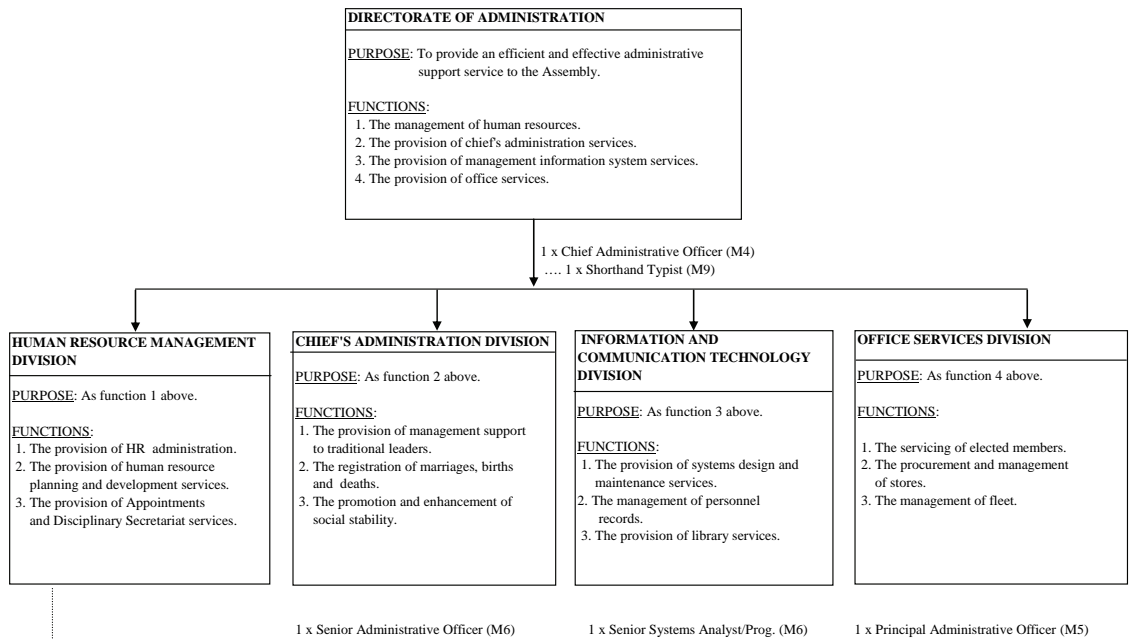 DIRECTORATE OF ADMINISTRATION
PURPOSE: To provide an efficient and effective administrative
support service to the Assembly.
FUNCTIONS:
1. The management of human resources.
2. The provision of chief's administration services.
3. The provision of management information system services.
4. The provision of office services.
1 x Chief Administrative Officer (M4)
…. 1 x Shorthand Typist (M9)
HUMAN RESOURCE MANAGEMENT
DIVISION
PURPOSE: As function 1 above.
FUNCTIONS:
1. The provision of HR administration.
2. The provision of human resource
planning and development services.
3. The provision of Appointments
and Disciplinary Secretariat services.
CHIEF'S ADMINISTRATION DIVISION
PURPOSE: As function 2 above.
FUNCTIONS:
1. The provision of management support
to traditional leaders.
2. The registration of marriages, births
and deaths.
3. The promotion and enhancement of
social stability.
1 x Senior Administrative Officer (M6)
INFORMATION AND
COMMUNICATION TECHNOLOGY
DIVISION
PURPOSE: As function 3 above.
FUNCTIONS:
1. The provision of systems design and
maintenance services.
2. The management of personnel
records.
3. The provision of library services.
1 x Senior Systems Analyst/Prog. (M6)
OFFICE SERVICES DIVISION
PURPOSE: As function 4 above.
FUNCTIONS:
1. The servicing of elected members.
2. The procurement and management
of stores.
3. The management of fleet.
1 x Principal Administrative Officer (M5)